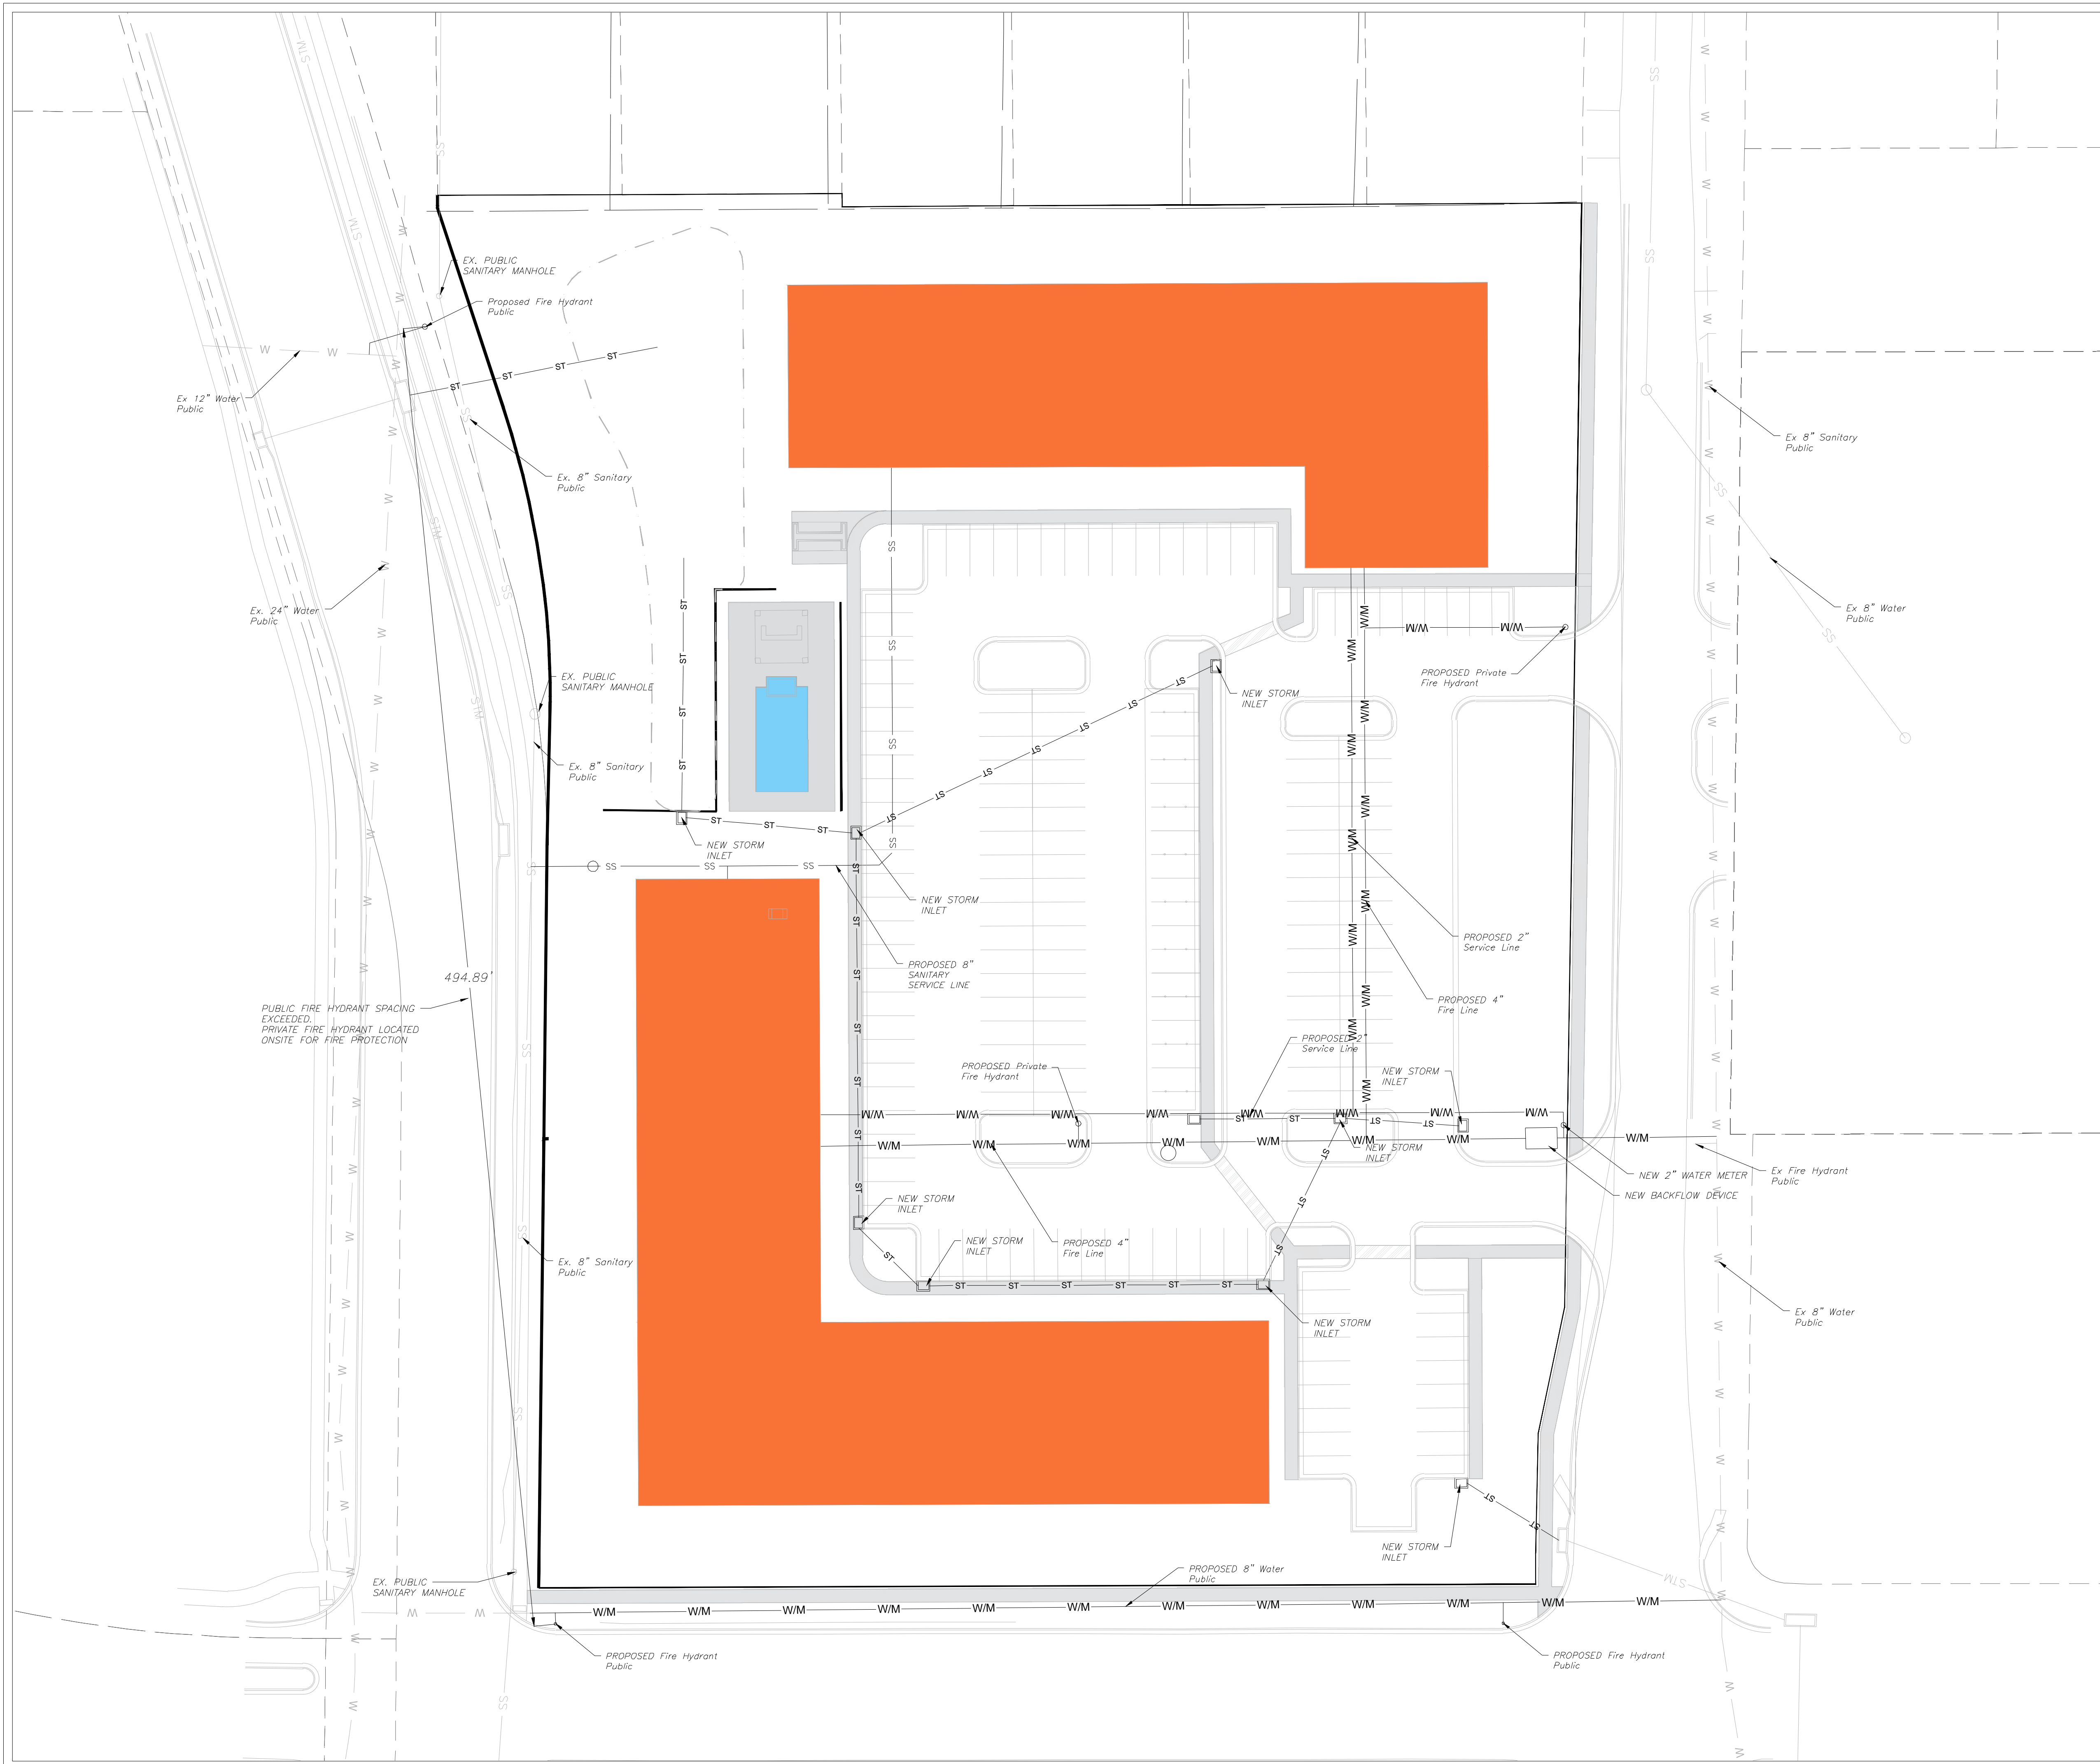 EX. PUBLIC
SANITARY MANHOLE
Proposed Fire Hydrant
Public
Ex 12" Water
Public
Ex. 8" Sanitary
Public
Ex 8" Sanitary
Public
Ex. 24" Water
Public
Ex 8" Water
Public
EX. PUBLIC
SANITARY MANHOLE
PROPOSED Private
Fire Hydrant
NEW STORM
INLET
Ex. 8" Sanitary
Public
NEW STORM
INLET
NEW STORM
INLET
PROPOSED 2"
Service Line
PROPOSED 8"
SANITARY
SERVICE LINE
494.89'
PUBLIC FIRE HYDRANT SPACING
EXCEEDED.
PRIVATE FIRE HYDRANT LOCATED
ONSITE FOR FIRE PROTECTION
PROPOSED 4"
Fire Line
PROPOSED 2"
Service Line
PROPOSED Private
Fire Hydrant
NEW STORM
INLET
NEW STORM
INLET
Ex Fire Hydrant
Public
NEW 2" WATER METER
NEW BACKFLOW DEVICE
NEW STORM
INLET
NEW STORM
INLET
PROPOSED 4"
Fire Line
Ex. 8" Sanitary
Public
Ex 8" Water
Public
NEW STORM
INLET
NEW STORM
INLET
PROPOSED 8" Water
Public
EX. PUBLIC
SANITARY MANHOLE
PROPOSED Fire Hydrant
Public
PROPOSED Fire Hydrant
Public
STM
SS
W
ST
W/M